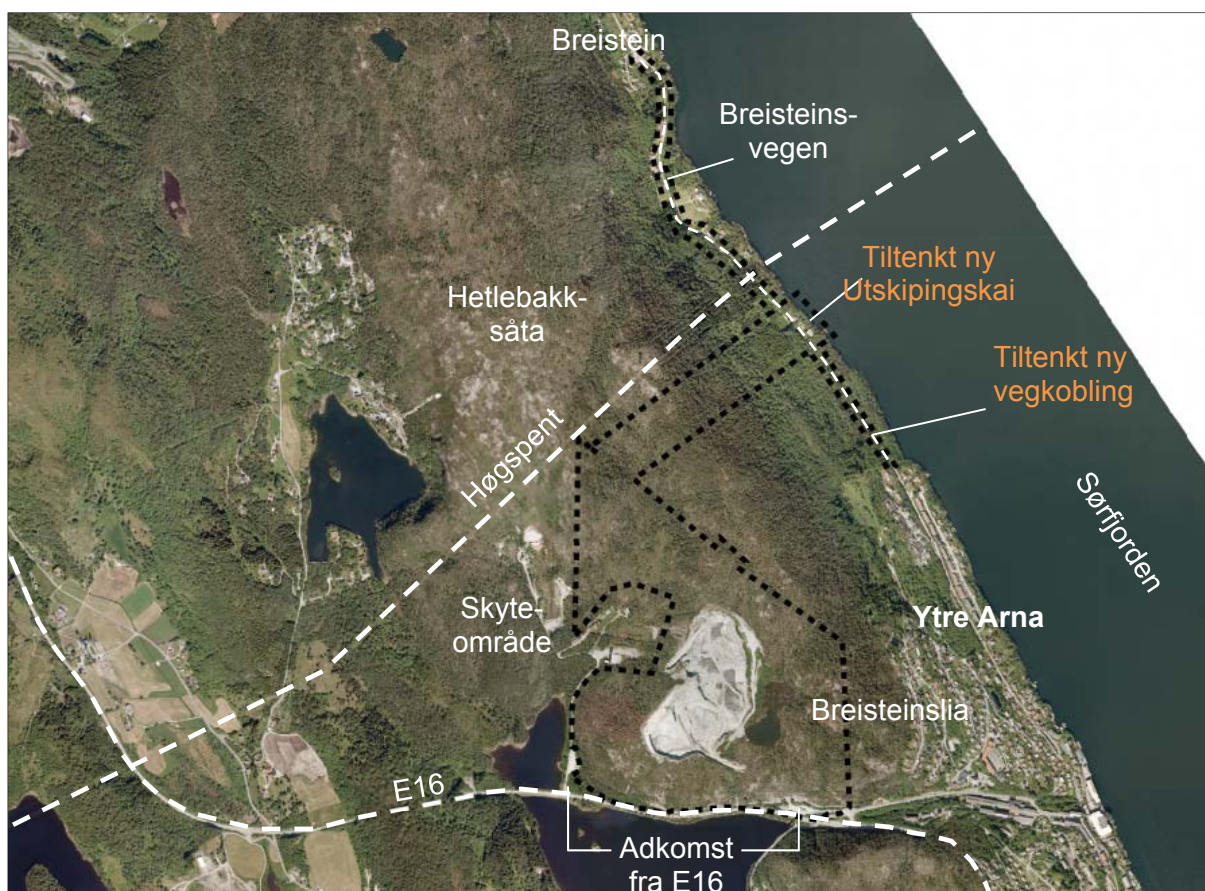 Breistein
Breisteins-
vegen
Tiltenkt ny
Utskipingskai
Hetlebakk-
såta
Tiltenkt ny
vegkobling
Høgspent
Sørfjorden
Skyte-
område
Ytre Arna
Breisteinslia
E16
Adkomst
fra E16